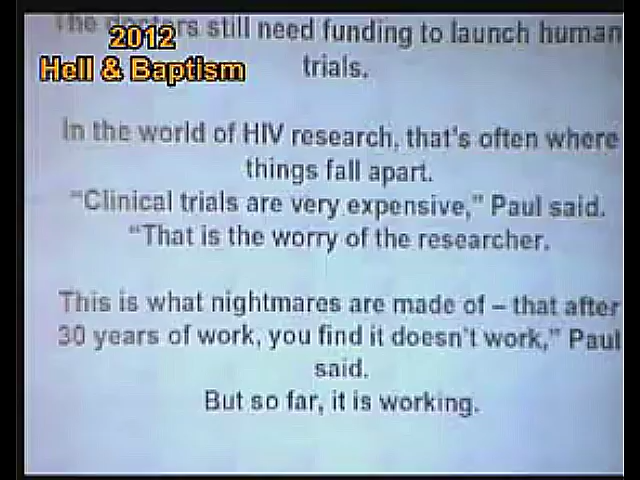 The doctors still need funding to launch human
trials.
2012
Hell & Baptism
In the world of HIV research, that's often where
things fall apart.
"Clinical trials are very expensive," Paul said.
"That is the worry of the researcher.
This is what nightmares are made of – that after
30 years of work, you find it doesn't work," Paul
said.
But so far, it is working.